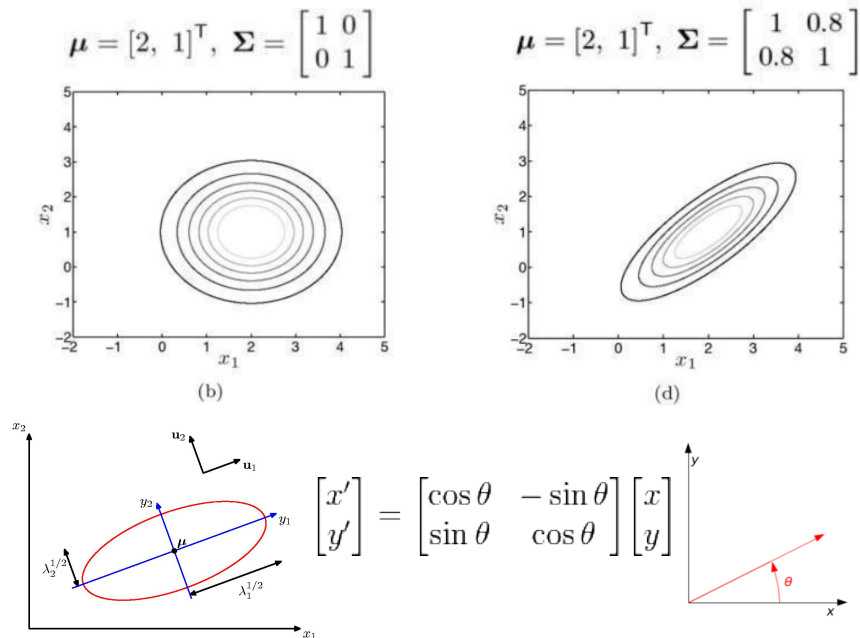 μ = [2, 1]ᵀ, Σ = [1 0
0 1]
5
4
3
2
1
0
−1
−2
x₂
−2 −1 0 1 2 3 4 5
x₁
(b)
μ = [2, 1]ᵀ, Σ = [1 0.8
0.8 1]
5
4
3
2
1
0
−1
−2
x₂
−2 −1 0 1 2 3 4 5
x₁
(d)
x₂
u₂
u₁
y₂
y₁
μ
λ₂^{1/2}
λ₁^{1/2}
x₁
[x′] = [cos θ − sin θ] [x]
[y′] [sin θ cos θ] [y]
y
θ
x